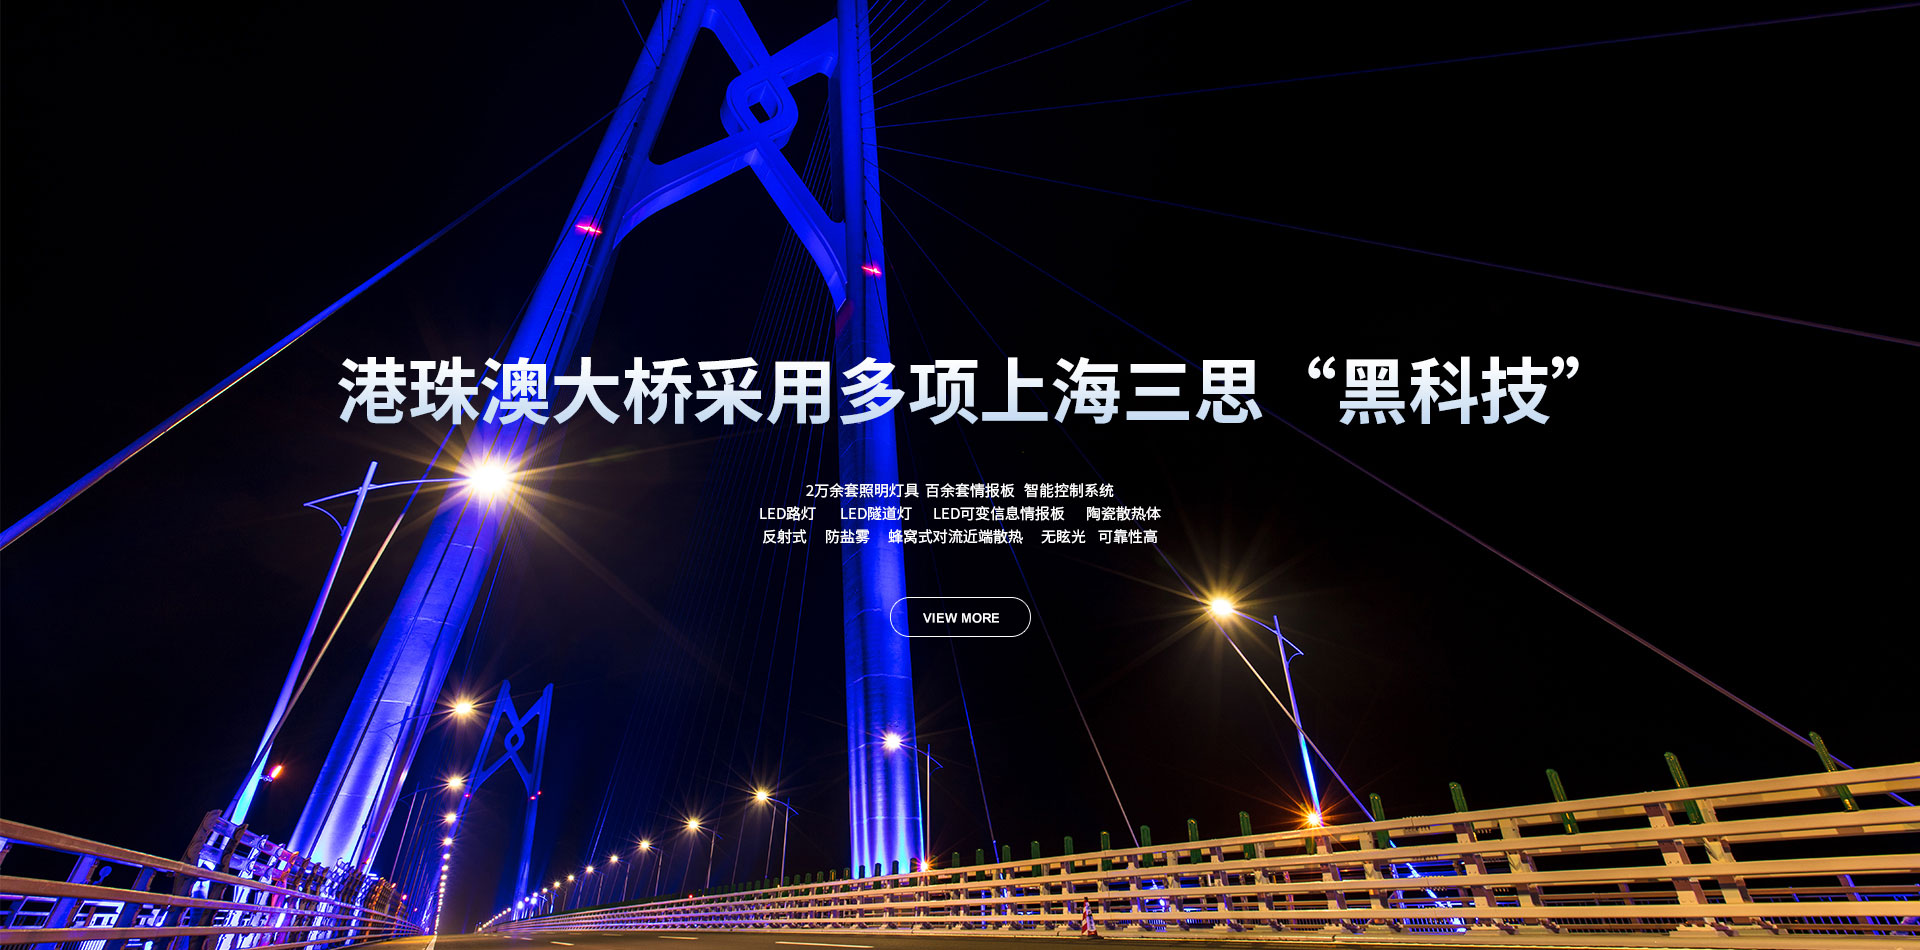 港珠澳大桥采用多项上海三思“黑科技”
2万余套照明灯具 百余套情报板 智能控制系统
LED路灯 LED隧道灯 LED可变信息情报板 陶瓷散热体
反射式 防盐雾 蜂窝式对流近端散热 无眩光 可靠性高
VIEW MORE